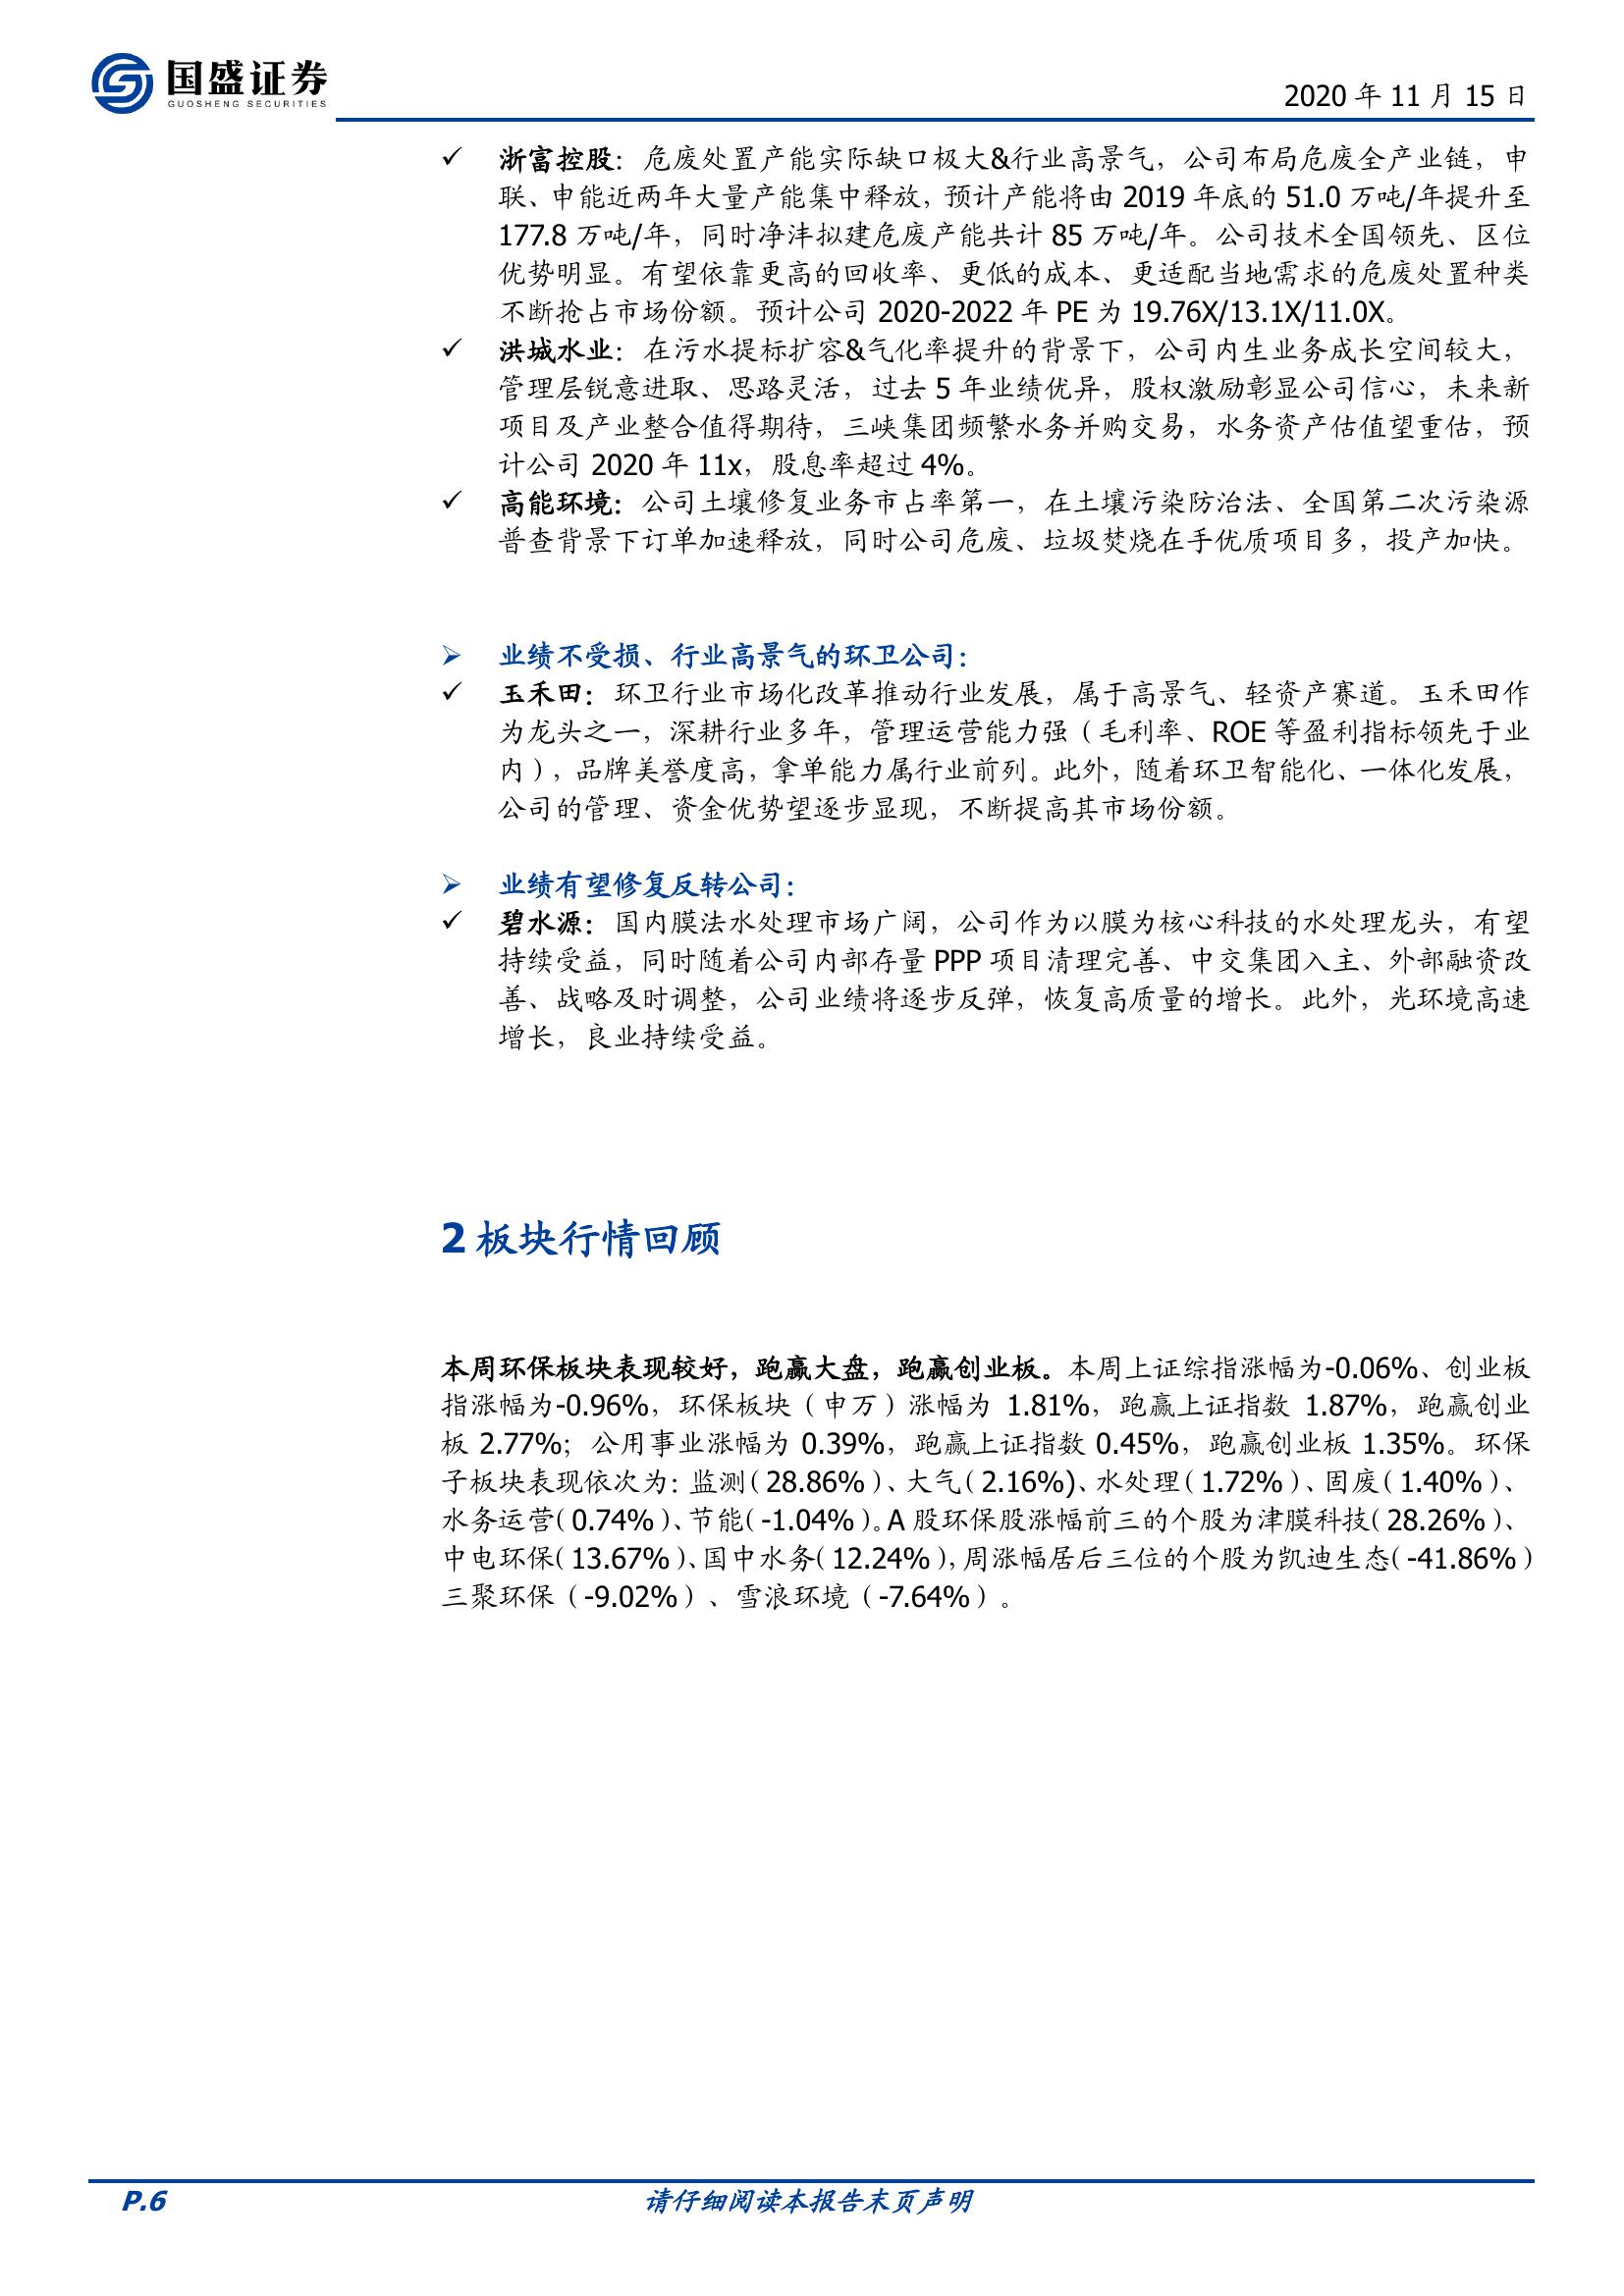 国盛证券
GUOSHENG SECURITIES
2020 年 11 月 15 日
✓ 浙富控股：危废处置产能实际缺口极大&行业高景气，公司布局危废全产业链，申
联、申能近两年大量产能集中释放，预计产能将由 2019 年底的 51.0 万吨/年提升至
177.8 万吨/年，同时净沣拟建危废产能共计 85 万吨/年。公司技术全国领先、区位
优势明显。有望依靠更高的回收率、更低的成本、更适配当地需求的危废处置种类
不断抢占市场份额。预计公司 2020-2022 年 PE 为 19.76X/13.1X/11.0X。
✓ 洪城水业：在污水提标扩容&气化率提升的背景下，公司内生业务成长空间较大，
管理层锐意进取、思路灵活，过去 5 年业绩优异，股权激励彰显公司信心，未来新
项目及产业整合值得期待，三峡集团频繁水务并购交易，水务资产估值望重估，预
计公司 2020 年 11x，股息率超过 4%。
✓ 高能环境：公司土壤修复业务市占率第一，在土壤污染防治法、全国第二次污染源
普查背景下订单加速释放，同时公司危废、垃圾焚烧在手优质项目多，投产加快。
➢ 业绩不受损、行业高景气的环卫公司：
✓ 玉禾田：环卫行业市场化改革推动行业发展，属于高景气、轻资产赛道。玉禾田作
为龙头之一，深耕行业多年，管理运营能力强（毛利率、ROE 等盈利指标领先于业
内），品牌美誉度高，拿单能力属行业前列。此外，随着环卫智能化、一体化发展，
公司的管理、资金优势望逐步显现，不断提高其市场份额。
➢ 业绩有望修复反转公司：
✓ 碧水源：国内膜法水处理市场广阔，公司作为以膜为核心科技的水处理龙头，有望
持续受益，同时随着公司内部存量 PPP 项目清理完善、中交集团入主、外部融资改
善、战略及时调整，公司业绩将逐步反弹，恢复高质量的增长。此外，光环境高速
增长，良业持续受益。
2 板块行情回顾
本周环保板块表现较好，跑赢大盘，跑赢创业板。本周上证综指涨幅为-0.06%、创业板
指涨幅为-0.96%，环保板块（申万）涨幅为 1.81%，跑赢上证指数 1.87%，跑赢创业
板 2.77%；公用事业涨幅为 0.39%，跑赢上证指数 0.45%，跑赢创业板 1.35%。环保
子板块表现依次为：监测（28.86%）、大气（2.16%)、水处理（1.72%）、固废（1.40%）、
水务运营（0.74%）、节能（-1.04%）。A 股环保股涨幅前三的个股为津膜科技（28.26%）、
中电环保（13.67%）、国中水务（12.24%），周涨幅居后三位的个股为凯迪生态（-41.86%）
三聚环保（-9.02%）、雪浪环境（-7.64%）。
P.6
请仔细阅读本报告末页声明